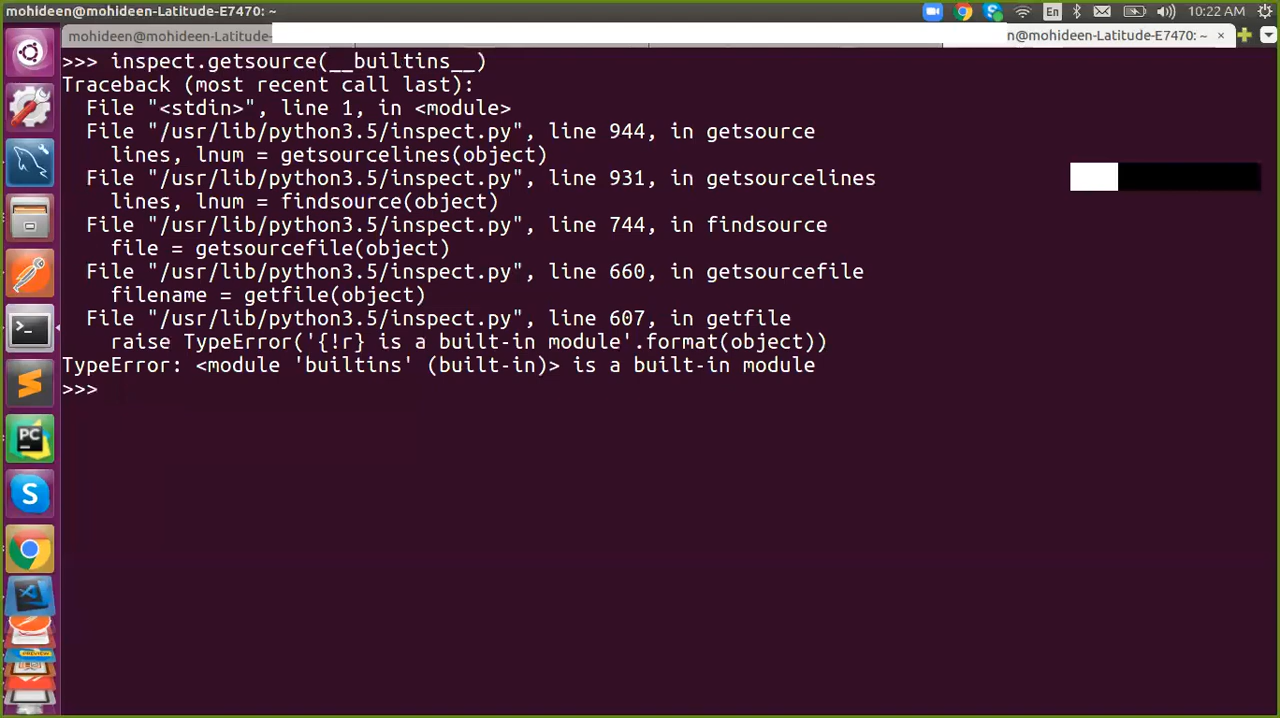 mohideen@mohideen-Latitude-E7470: ~
En
10:22 AM
mohideen@mohideen-Latitude-
n@mohideen-Latitude-E7470: ~ ×
>>> inspect.getsource(__builtins__)
Traceback (most recent call last):
  File "<stdin>", line 1, in <module>
  File "/usr/lib/python3.5/inspect.py", line 944, in getsource
    lines, lnum = getsourcelines(object)
  File "/usr/lib/python3.5/inspect.py", line 931, in getsourcelines
    lines, lnum = findsource(object)
  File "/usr/lib/python3.5/inspect.py", line 744, in findsource
    file = getsourcefile(object)
  File "/usr/lib/python3.5/inspect.py", line 660, in getsourcefile
    filename = getfile(object)
  File "/usr/lib/python3.5/inspect.py", line 607, in getfile
    raise TypeError('{!r} is a built-in module'.format(object))
TypeError: <module 'builtins' (built-in)> is a built-in module
>>>
PC
S
PREVIEW